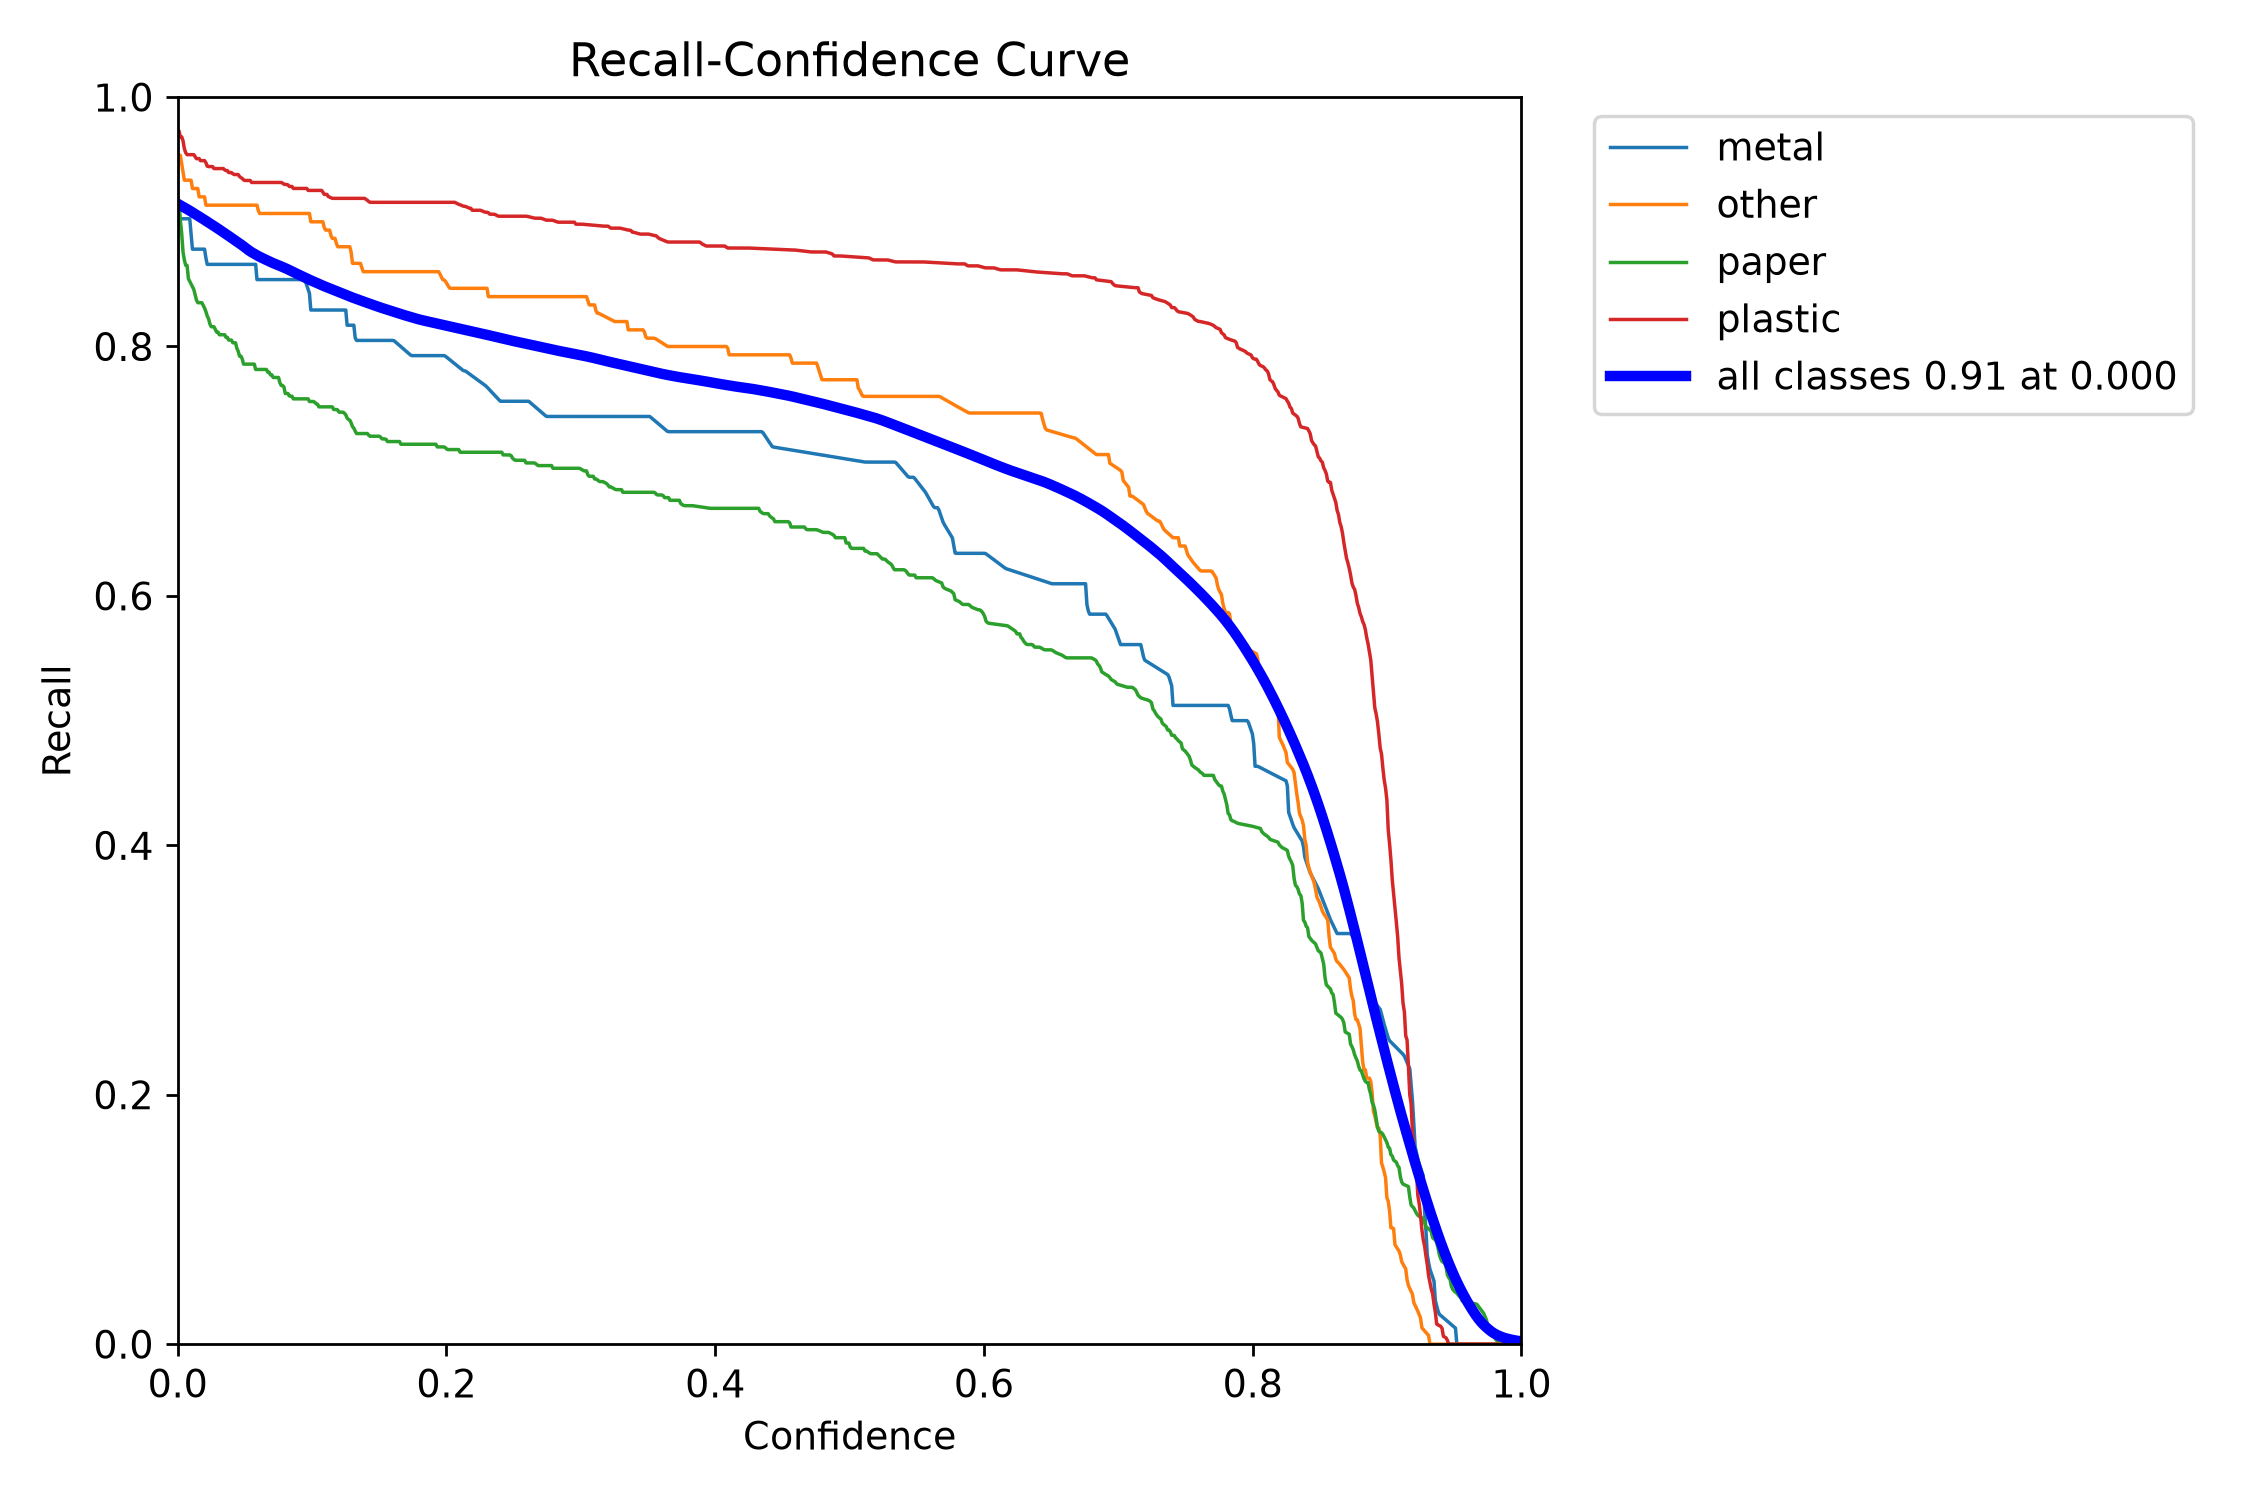 Recall-Confidence Curve
1.0
0.8
0.6
0.4
0.2
0.0
Recall
0.0 0.2 0.4 0.6 0.8 1.0
Confidence
metal
other
paper
plastic
all classes 0.91 at 0.000